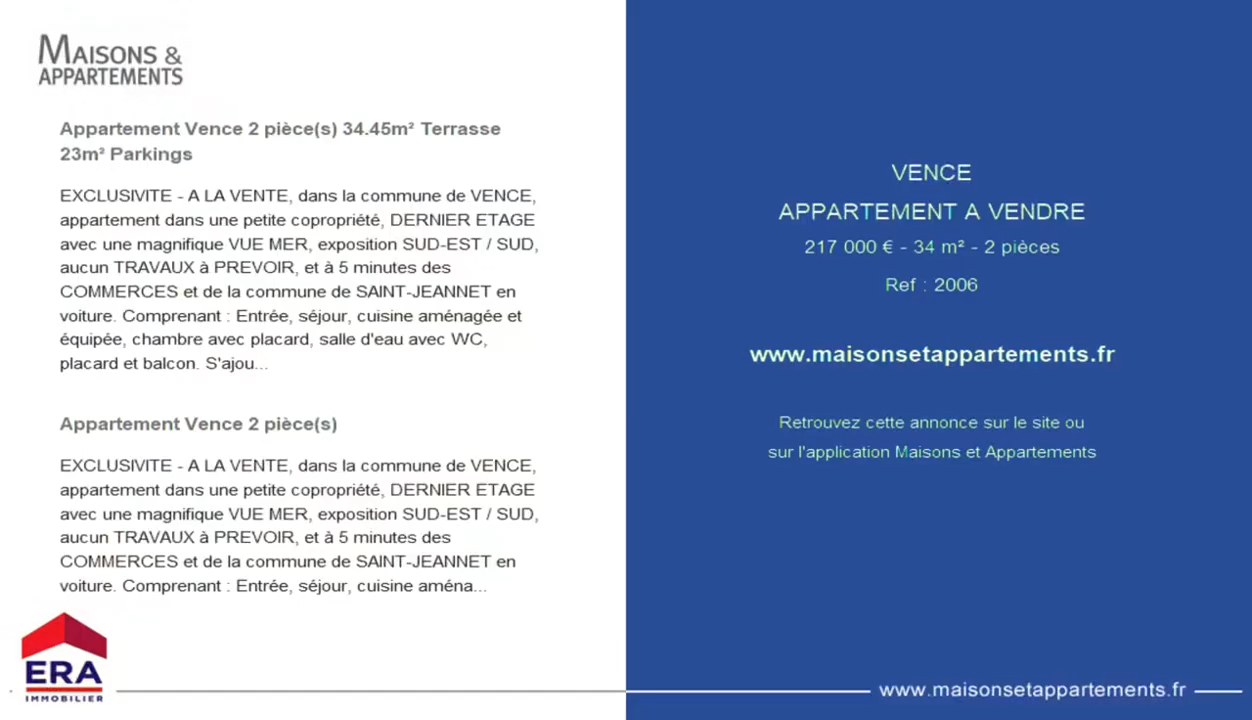 MAISONS &
APPARTEMENTS
Appartement Vence 2 pièce(s) 34.45m² Terrasse
23m² Parkings
EXCLUSIVITE - A LA VENTE, dans la commune de VENCE,
appartement dans une petite copropriété, DERNIER ETAGE
avec une magnifique VUE MER, exposition SUD-EST / SUD,
aucun TRAVAUX à PREVOIR, et à 5 minutes des
COMMERCES et de la commune de SAINT-JEANNET en
voiture. Comprenant : Entrée, séjour, cuisine aménagée et
équipée, chambre avec placard, salle d'eau avec WC,
placard et balcon. S'ajou...
Appartement Vence 2 pièce(s)
EXCLUSIVITE - A LA VENTE, dans la commune de VENCE,
appartement dans une petite copropriété, DERNIER ETAGE
avec une magnifique VUE MER, exposition SUD-EST / SUD,
aucun TRAVAUX à PREVOIR, et à 5 minutes des
COMMERCES et de la commune de SAINT-JEANNET en
voiture. Comprenant : Entrée, séjour, cuisine aména...
ERA
IMMOBILIER
VENCE
APPARTEMENT A VENDRE
217 000 € - 34 m² - 2 pièces
Ref : 2006
www.maisonsetappartements.fr
Retrouvez cette annonce sur le site ou
sur l'application Maisons et Appartements
www.maisonsetappartements.fr